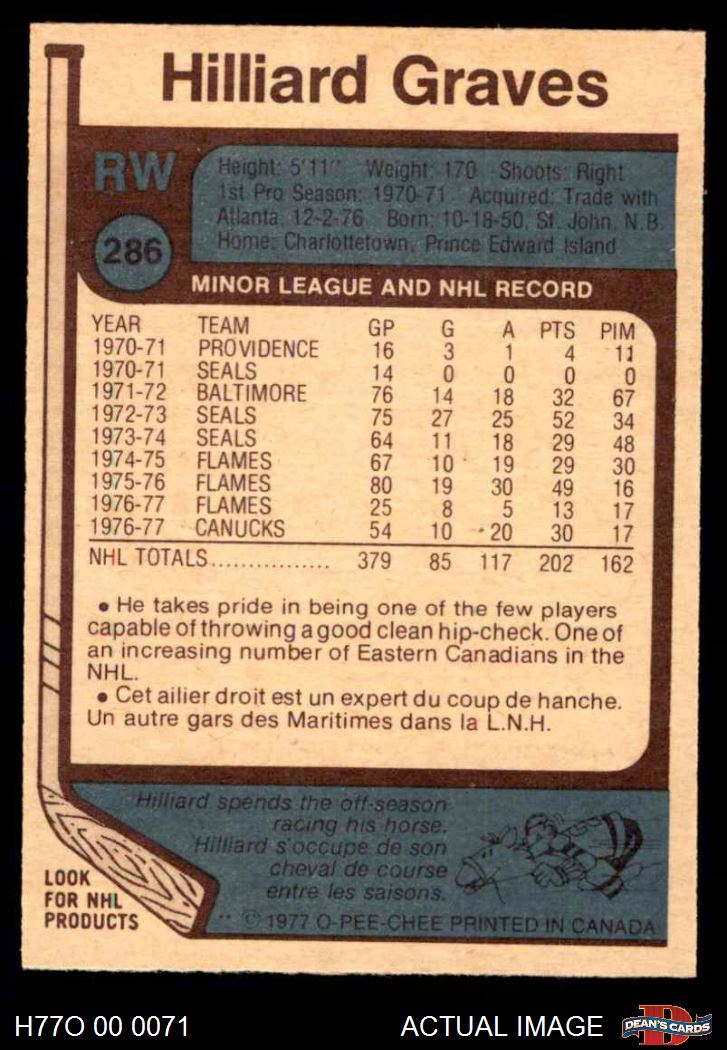 Hilliard Graves
RW
286
Height: 5'11" Weight: 170 Shoots: Right
1st Pro Season: 1970-71 Acquired: Trade with
Atlanta, 12-2-76 Born: 10-18-50, St. John, N.B.
Home: Charlottetown, Prince Edward Island
MINOR LEAGUE AND NHL RECORD
YEAR TEAM GP G A PTS PIM
1970-71 PROVIDENCE 16 3 1 4 11
1970-71 SEALS 14 0 0 0 0
1971-72 BALTIMORE 76 14 18 32 67
1972-73 SEALS 75 27 25 52 34
1973-74 SEALS 64 11 18 29 48
1974-75 FLAMES 67 10 19 29 30
1975-76 FLAMES 80 19 30 49 16
1976-77 FLAMES 25 8 5 13 17
1976-77 CANUCKS 54 10 20 30 17
NHL TOTALS................ 379 85 117 202 162
• He takes pride in being one of the few players
capable of throwing a good clean hip-check. One of
an increasing number of Eastern Canadians in the
NHL.
• Cet ailier droit est un expert du coup de hanche.
Un autre gars des Maritimes dans la L.N.H.
Hilliard spends the off-season
racing his horse.
Hilliard s'occupe de son
cheval de course
entre les saisons.
LOOK
FOR NHL
PRODUCTS
** © 1977 O-PEE-CHEE PRINTED IN CANADA
H77O 00 0071 ACTUAL IMAGE
D
DEAN'S CARDS